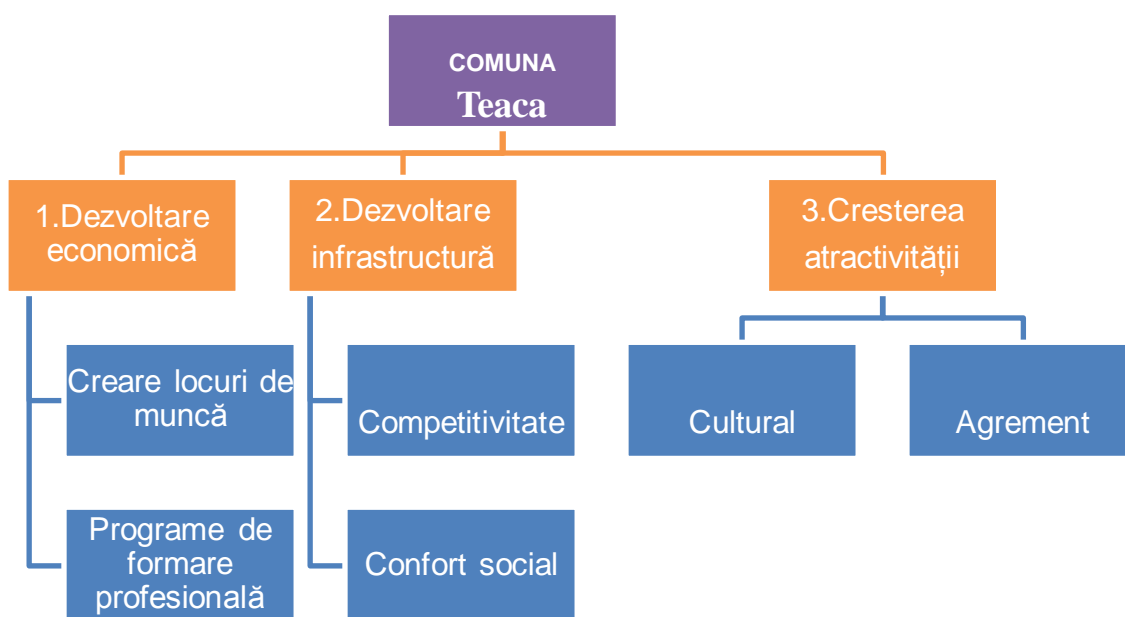 COMUNA
Teaca
1.Dezvoltare
economică
2.Dezvoltare
infrastructură
3.Cresterea
atractivității
Creare locuri de
muncă
Competitivitate
Cultural
Agrement
Programe de
formare
profesională
Confort social